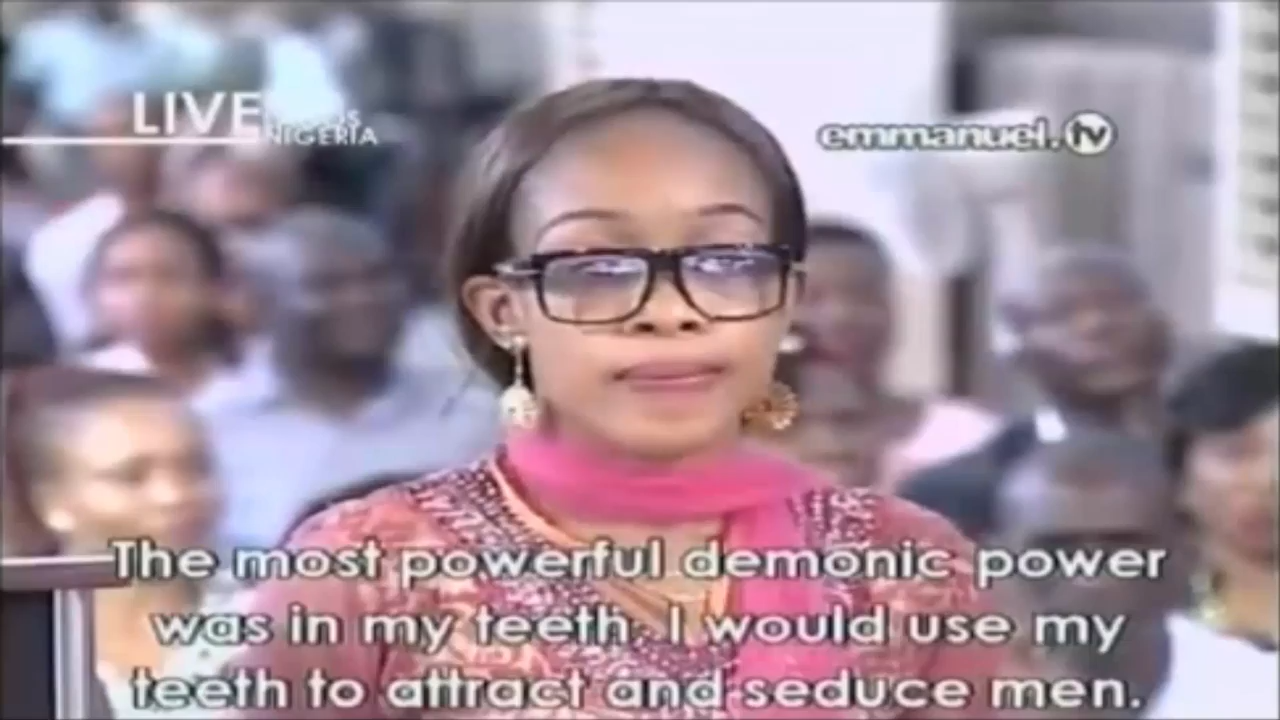 LIVE
NIGERIA
emmanuel.tv
The most powerful demonic power
was in my teeth. I would use my
teeth to attract and seduce men.